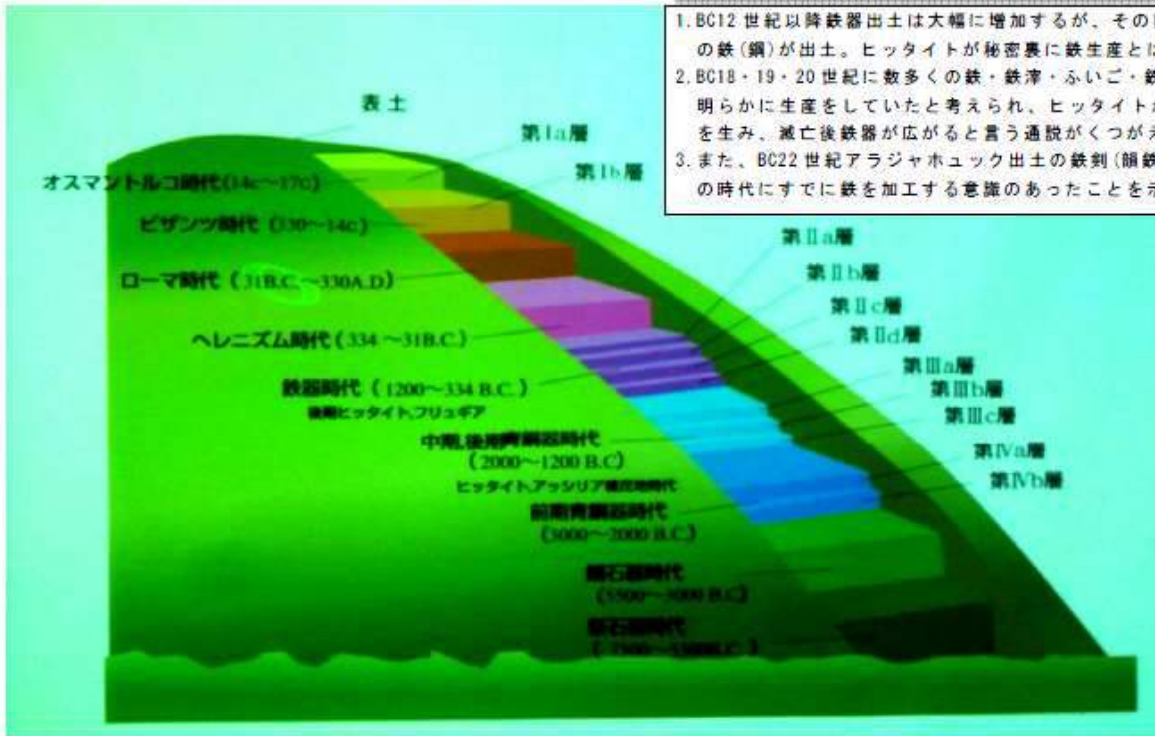 1.BC12世紀以降鉄器出土は大幅に増加するが、その
の鉄(鋼)が出土。ヒッタイトが秘密裏に鉄生産と
2.BC18・19・20世紀に数多くの鉄・鉄滓・ふいご・
明らかに生産をしていたと考えられ、ヒッタイト
を生み、滅亡後鉄器が広がると言う通説がくつが
3.また、BC22世紀アラジャホュック出土の鉄剣(隕鉄
の時代にすでに鉄を加工する意識のあったことを
表土
第Ⅰa層
オスマントルコ時代(14c〜17c)
第Ⅰb層
ビザンツ時代 (330〜14c)
ローマ時代 (31B.C.〜330A.D)
第Ⅱa層
第Ⅱb層
第Ⅱc層
第Ⅱd層
ヘレニズム時代 (334 〜31B.C.)
鉄器時代 (1200〜334 B.C.)
後期ヒッタイト,フリュギア
第Ⅲa層
第Ⅲb層
第Ⅲc層
中期,後期青銅器時代
(2000〜1200 B.C)
ヒッタイト,アッシリア
第Ⅳa層
第Ⅳb層
前期青銅器時代
(3000〜2000 B.C.)
銅石器時代
(5500〜3000 B.C)
石器時代